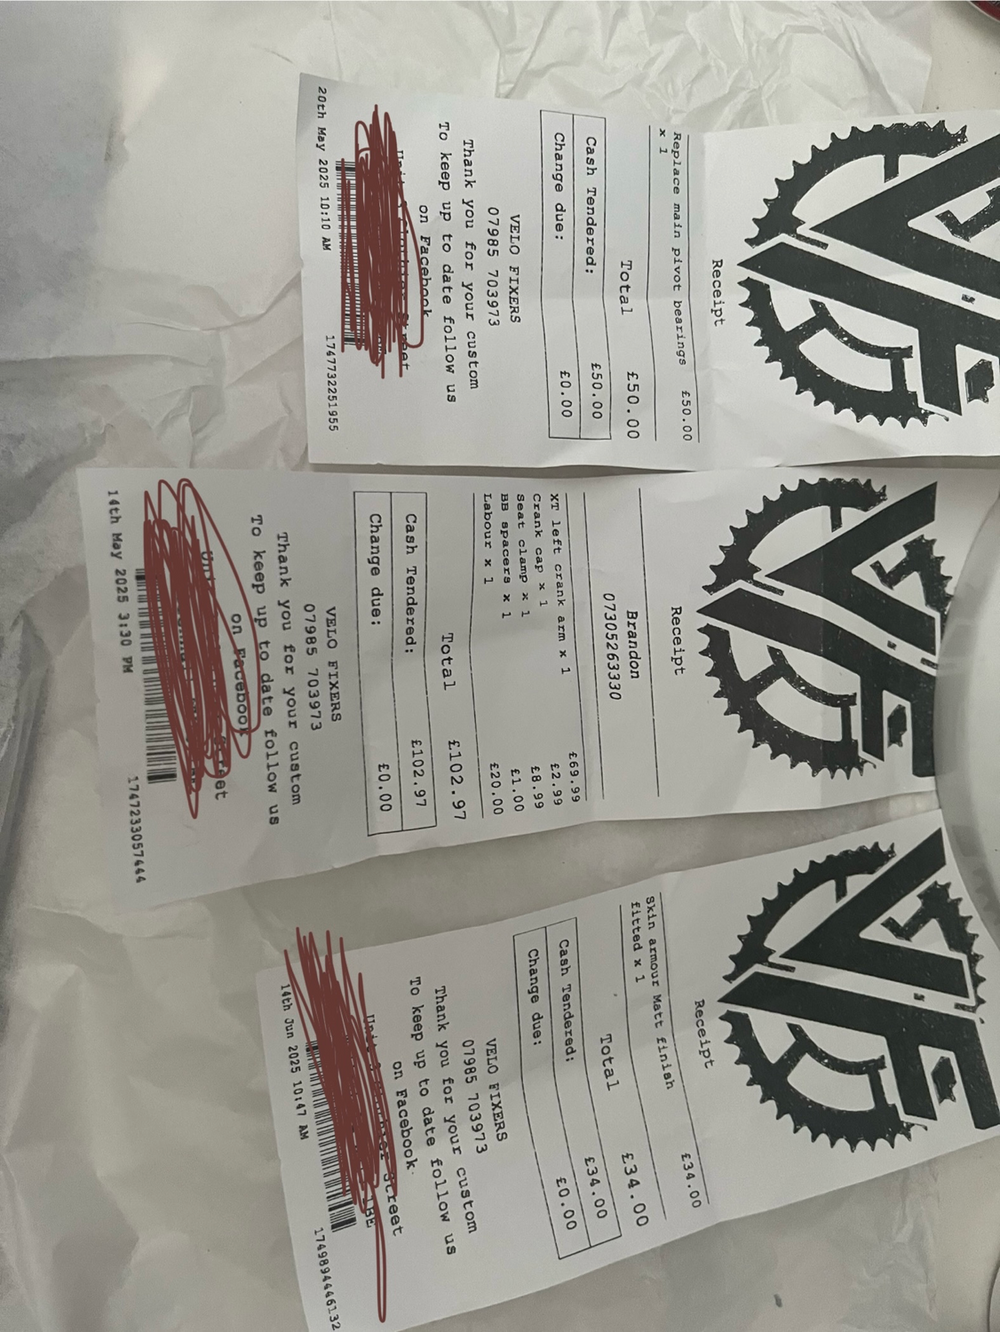 Receipt
Replace main pivot bearings £50.00
x 1
Total £50.00
Cash Tendered: £50.00
Change due: £0.00
VELO FIXERS
07985 703973
Thank you for your custom
To keep up to date follow us
on Facebook
20th May 2025 10:10 AM 1747732251955
Receipt
Brandon
07305263330
XT left crank arm x 1 £69.99
Crank cap x 1 £2.99
Seat clamp x 1 £8.99
BB spacers x 1 £1.00
Labour x 1 £20.00
Total £102.97
Cash Tendered: £102.97
Change due: £0.00
VELO FIXERS
07985 703973
Thank you for your custom
To keep up to date follow us
on Facebook
14th May 2025 3:30 PM 1747233057444
Receipt
Skin armour Matt finish £34.00
fitted x 1
Total £34.00
Cash Tendered: £34.00
Change due: £0.00
VELO FIXERS
07985 703973
Thank you for your custom
To keep up to date follow us
on Facebook
Street
14th Jun 2025 10:47 AM 1749894446132